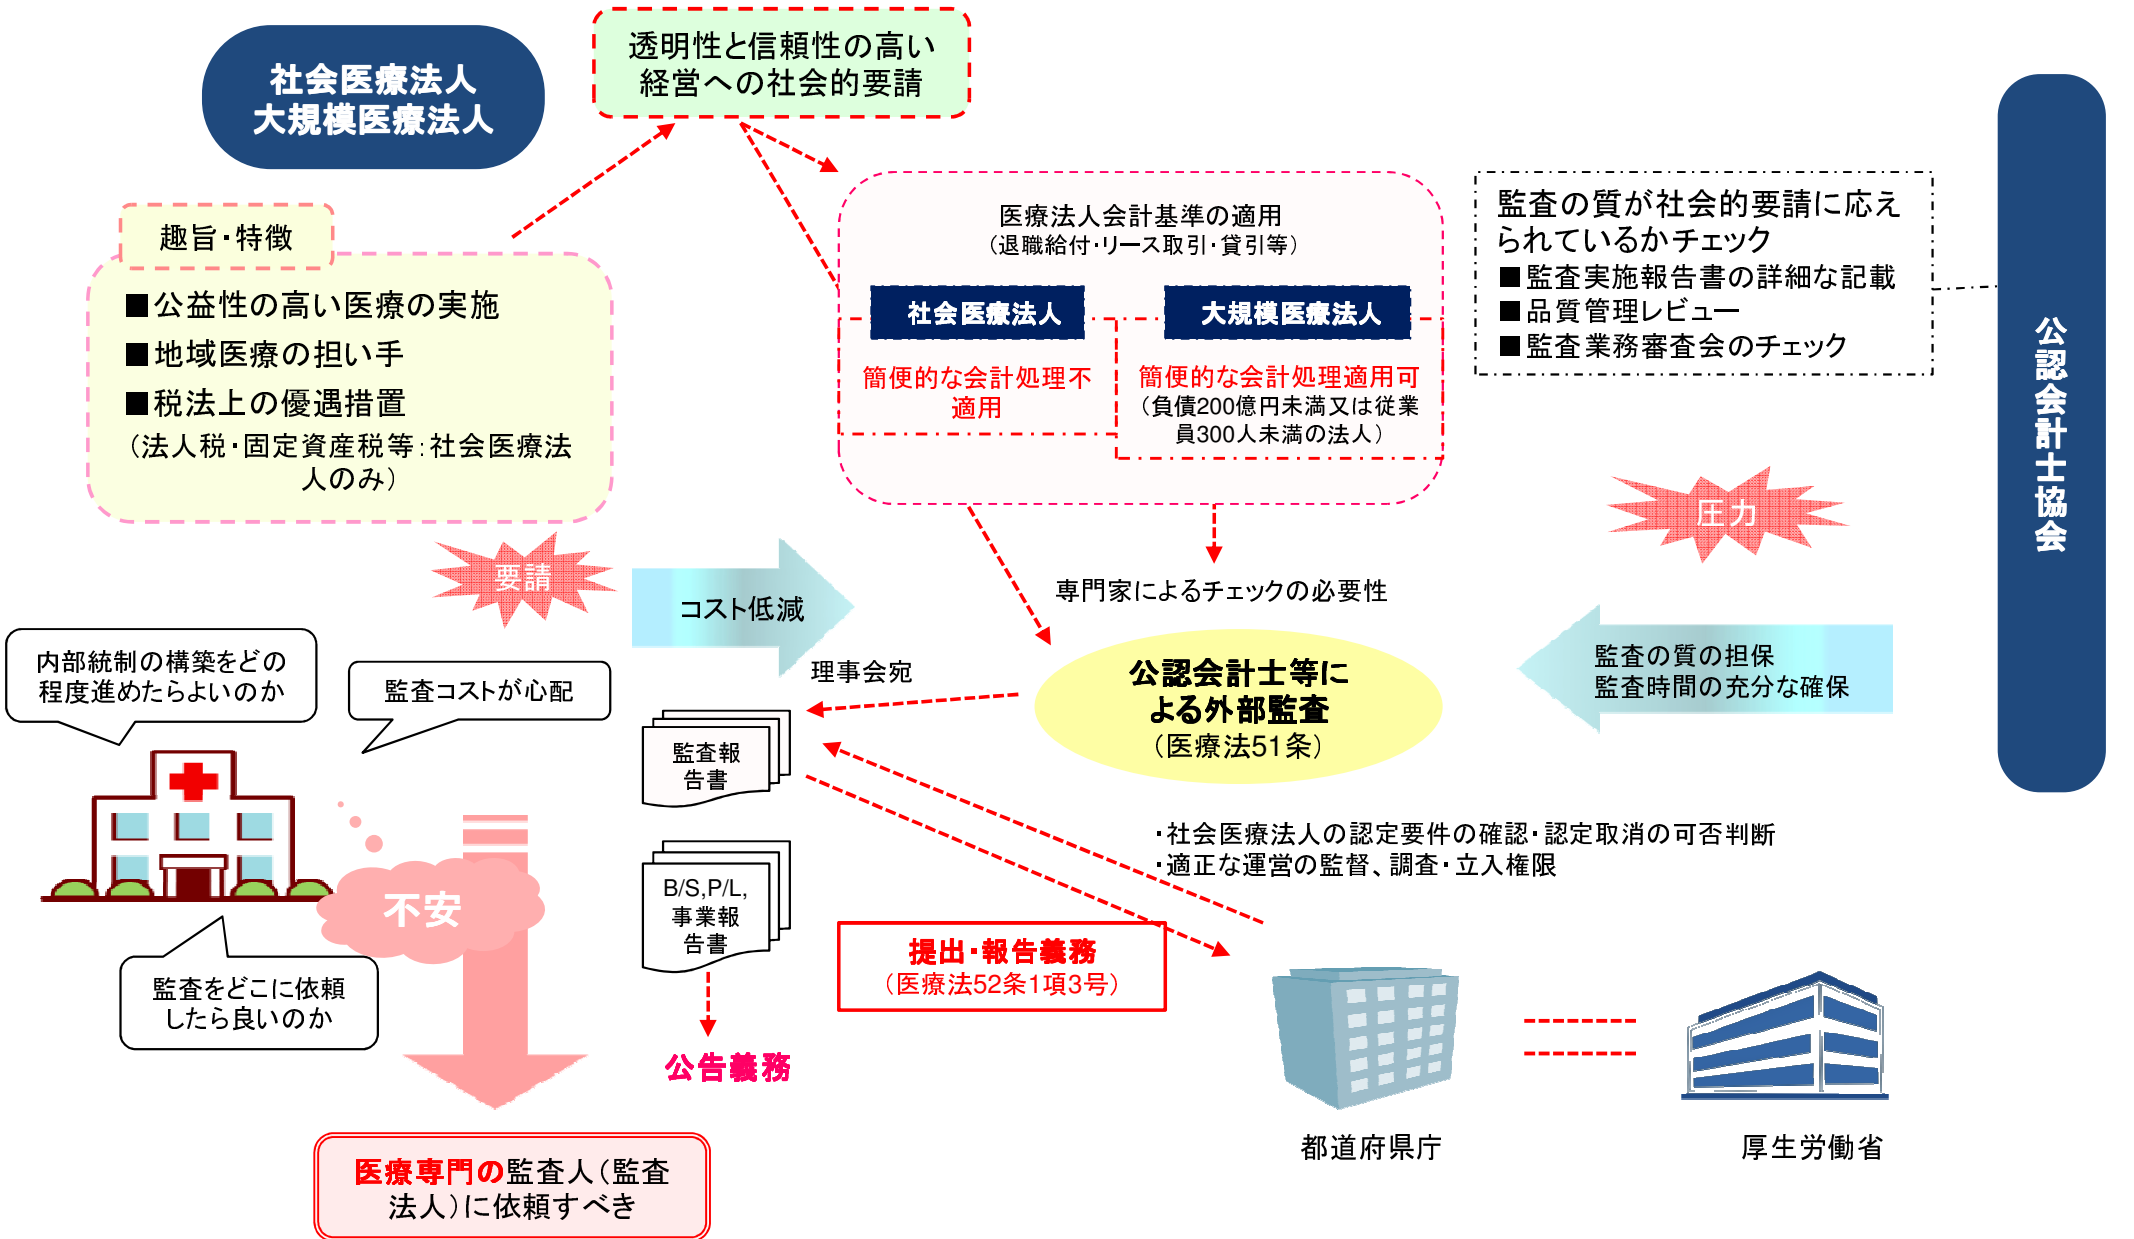 社会医療法人
大規模医療法人
透明性と信頼性の高い
経営への社会的要請
趣旨・特徴
■公益性の高い医療の実施
■地域医療の担い手
■税法上の優遇措置
（法人税・固定資産税等：社会医療法
人のみ）
医療法人会計基準の適用
（退職給付・リース取引・貸引等）
社会医療法人
簡便的な会計処理不
適用
大規模医療法人
簡便的な会計処理適用可
（負債200億円未満又は従業
員300人未満の法人）
監査の質が社会的要請に応え
られているかチェック
■監査実施報告書の詳細な記載
■品質管理レビュー
■監査業務審査会のチェック
公認会計士協会
圧力
要請
コスト低減
専門家によるチェックの必要性
監査の質の担保
監査時間の充分な確保
公認会計士等に
よる外部監査
（医療法51条）
理事会宛
内部統制の構築をどの
程度進めたらよいのか
監査コストが心配
監査報
告書
B/S,P/L,
事業報
告書
公告義務
不安
監査をどこに依頼
したら良いのか
・社会医療法人の認定要件の確認・認定取消の可否判断
・適正な運営の監督、調査・立入権限
提出・報告義務
（医療法52条1項3号）
都道府県庁
厚生労働省
医療専門の監査人（監査
法人）に依頼すべき